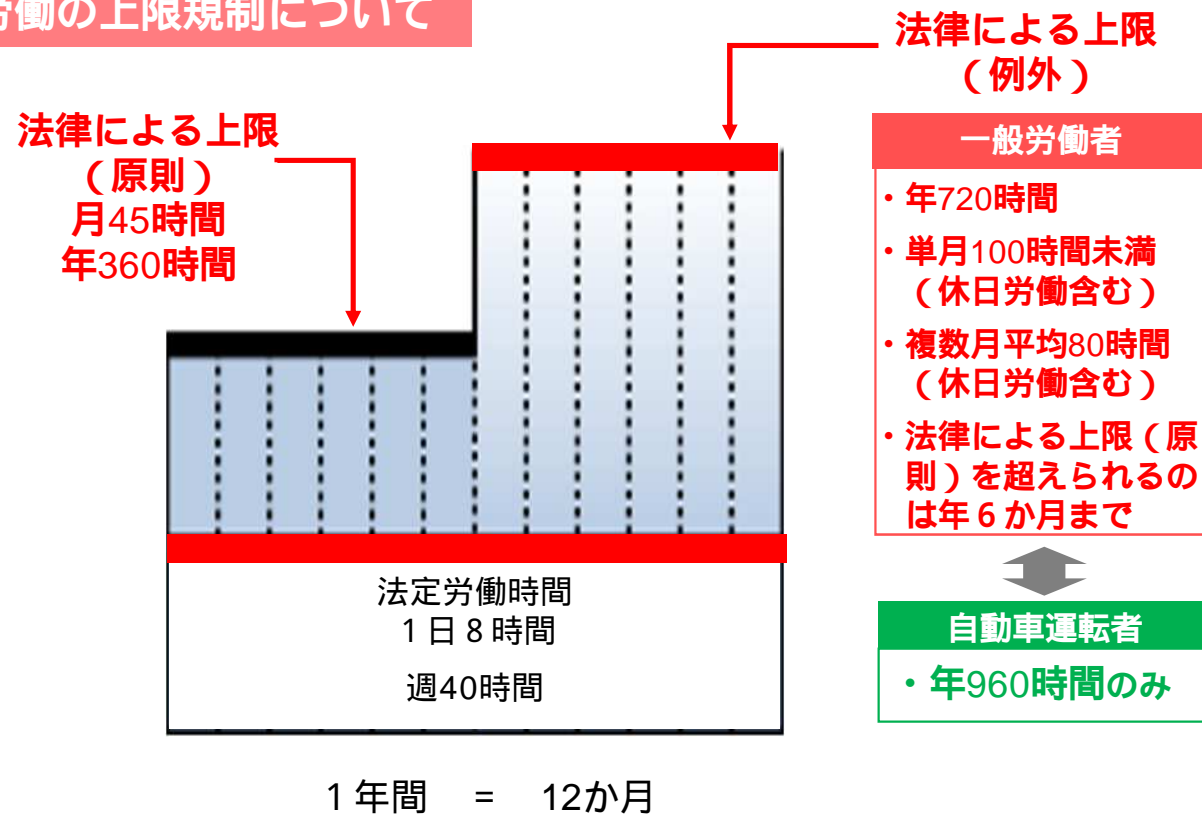 労働の上限規制について
法律による上限
（例外）
法律による上限
（原則）
月45時間
年360時間
一般労働者
・年720時間
・単月100時間未満
（休日労働含む）
・複数月平均80時間
（休日労働含む）
・法律による上限（原
則）を超えられるの
は年６か月まで
自動車運転者
・年960時間のみ
法定労働時間
１日８時間
週40時間
１年間 = 12か月